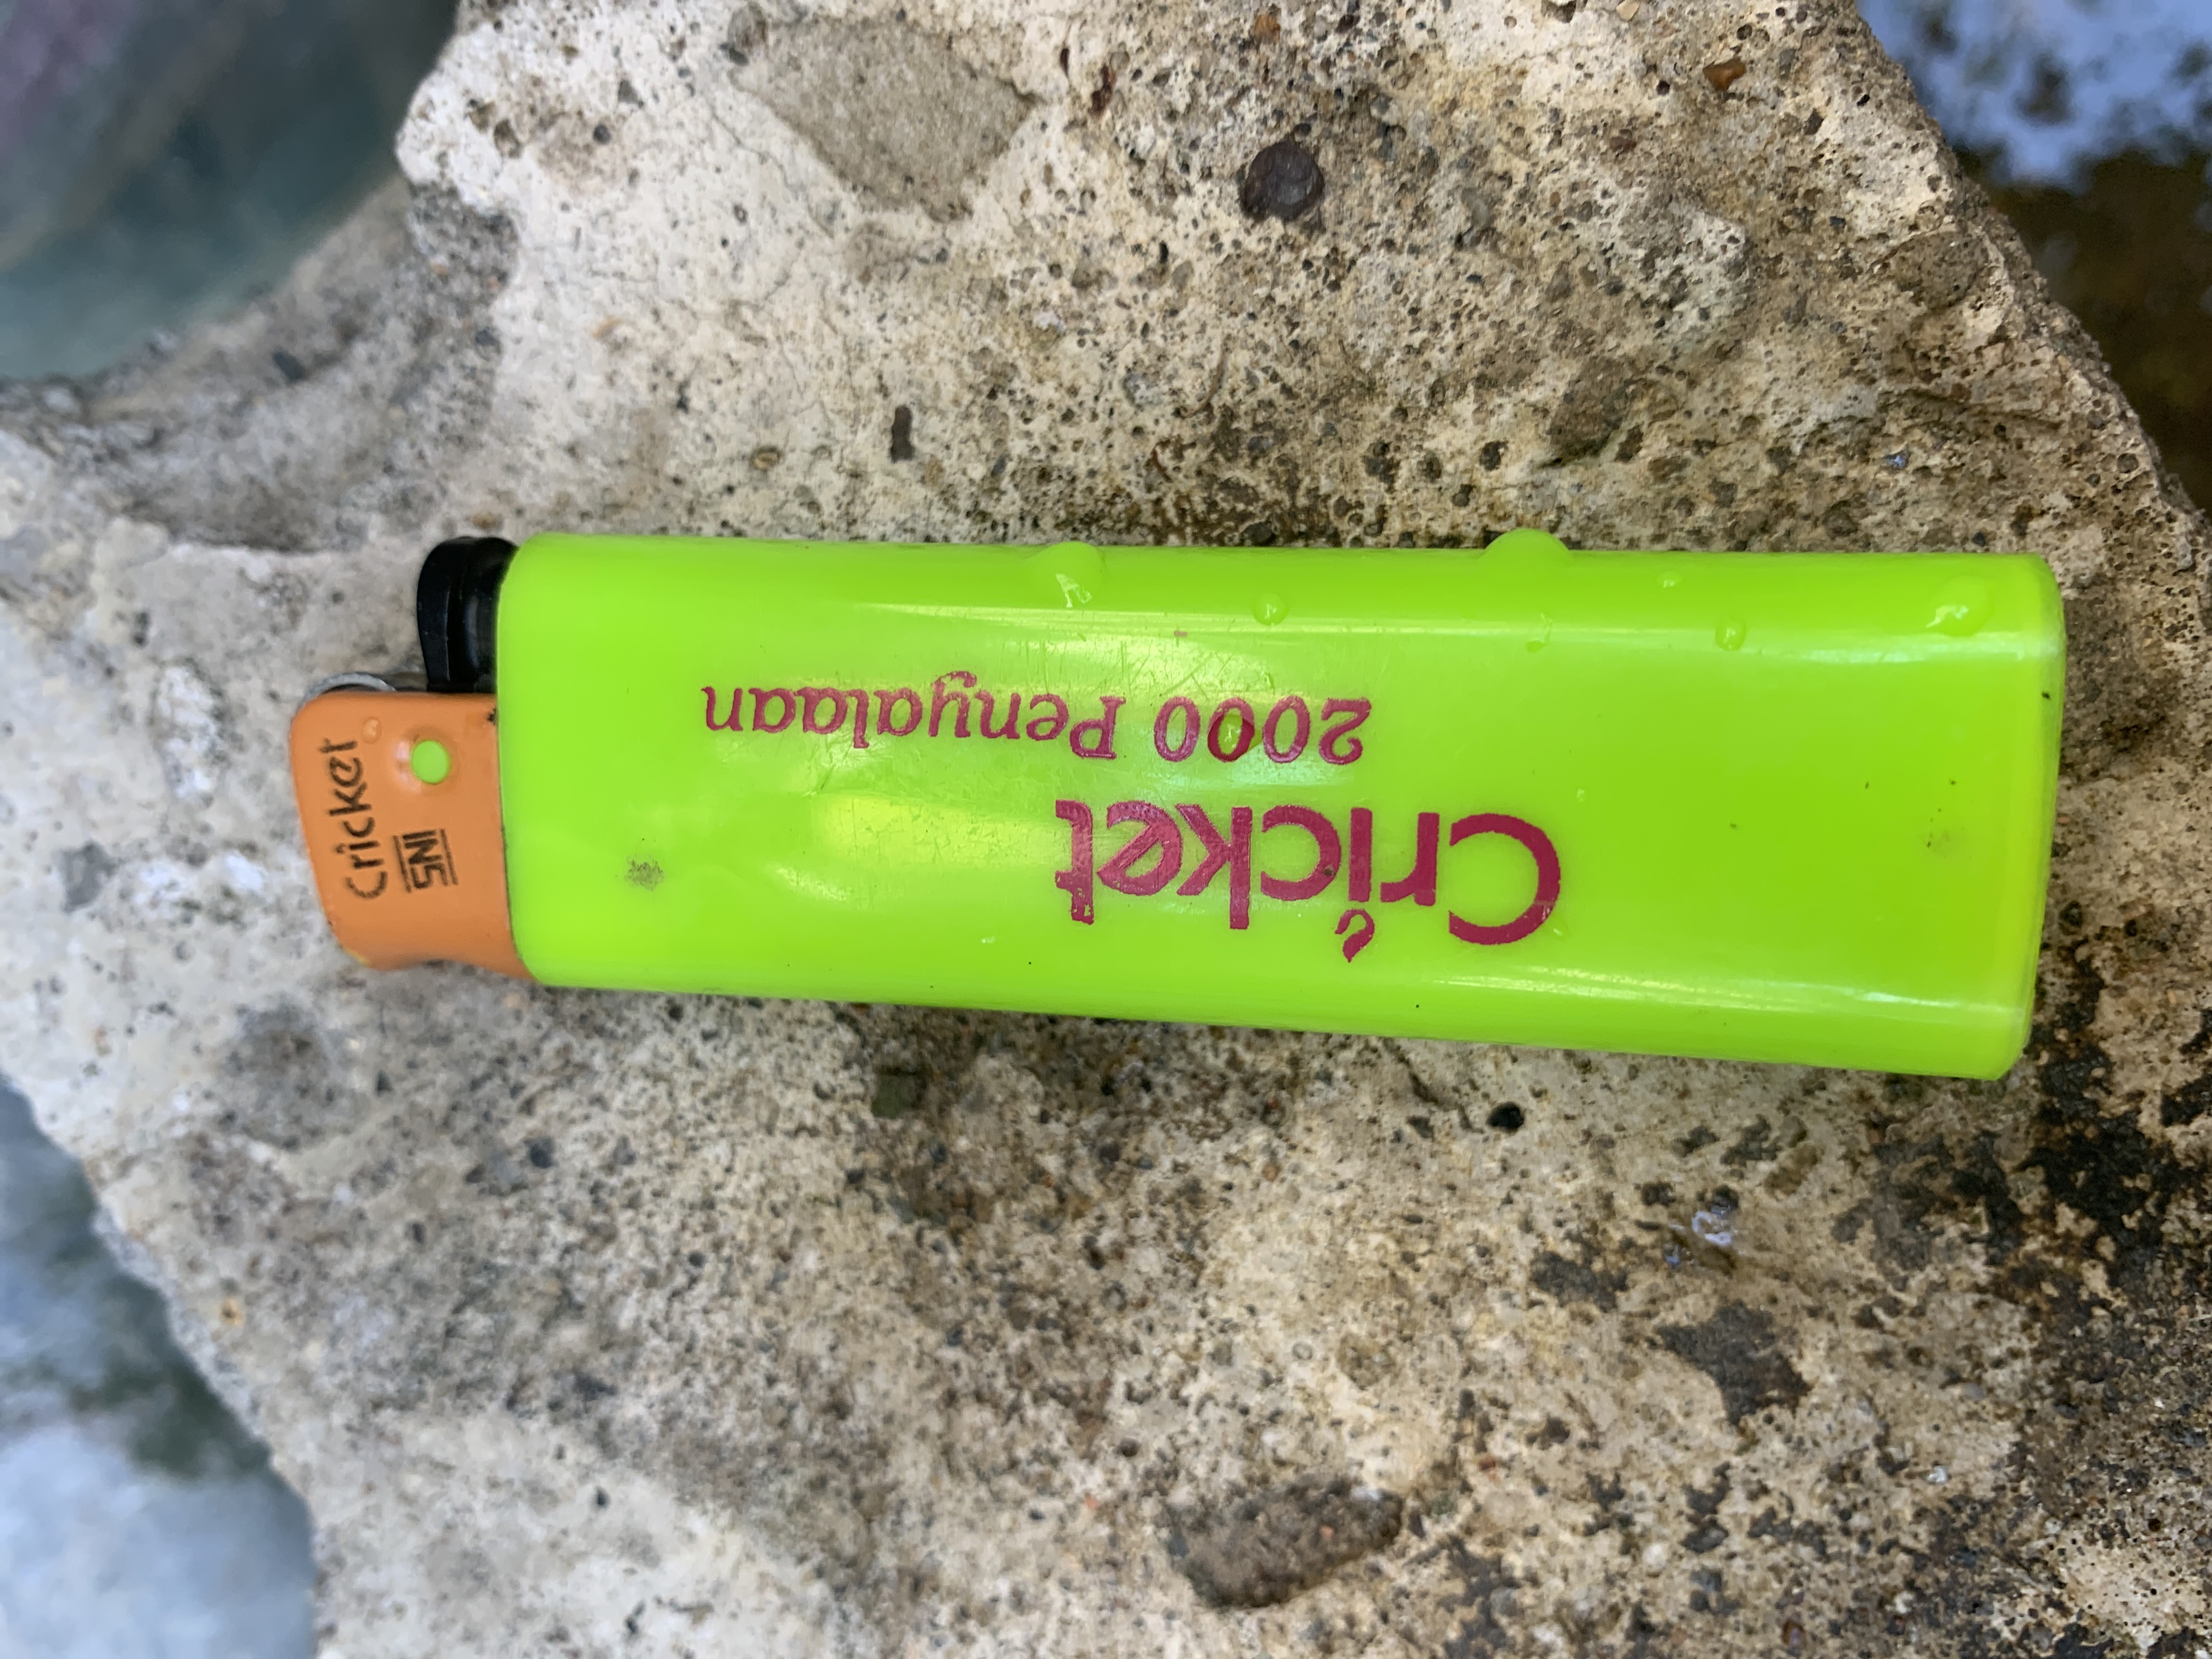 Cricket
2000 Penyalaan
Cricket
SNI